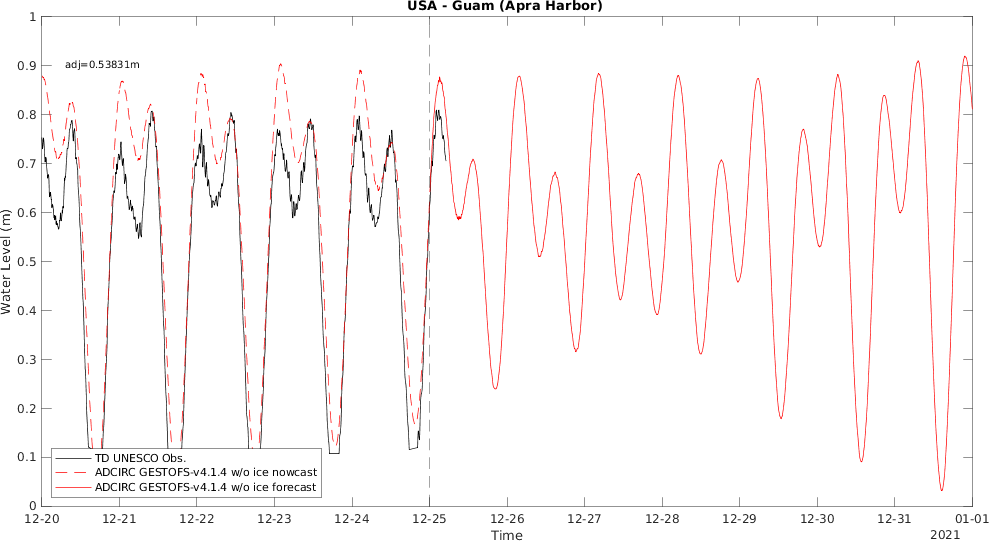 USA - Guam (Apra Harbor)
adj=0.53831m
Water Level (m)
1
0.9
0.8
0.7
0.6
0.5
0.4
0.3
0.2
0.1
0
TD UNESCO Obs.
ADCIRC GESTOFS-v4.1.4 w/o ice nowcast
ADCIRC GESTOFS-v4.1.4 w/o ice forecast
12-20 12-21 12-22 12-23 12-24 12-25 12-26 12-27 12-28 12-29 12-30 12-31 01-01
Time
2021